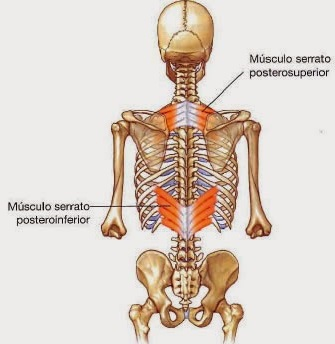 Músculo serrato
posterosuperior
Músculo serrato
posteroinferior